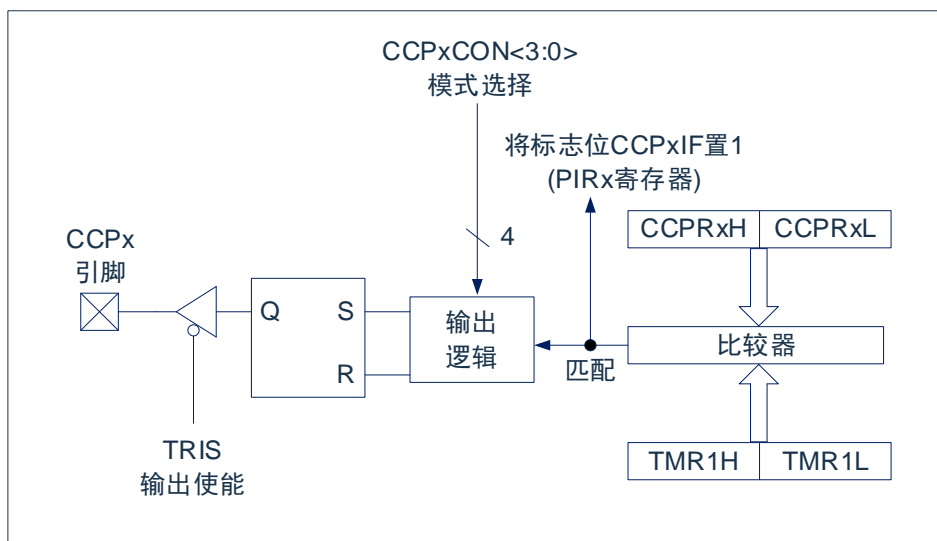 CCPxCON<3:0>
模式选择
将标志位CCPxIF置1
(PIRx寄存器)
CCPRxH CCPRxL
4
CCPx
引脚
Q S
R
输出
逻辑
匹配
比较器
TRIS
输出使能
TMR1H TMR1L